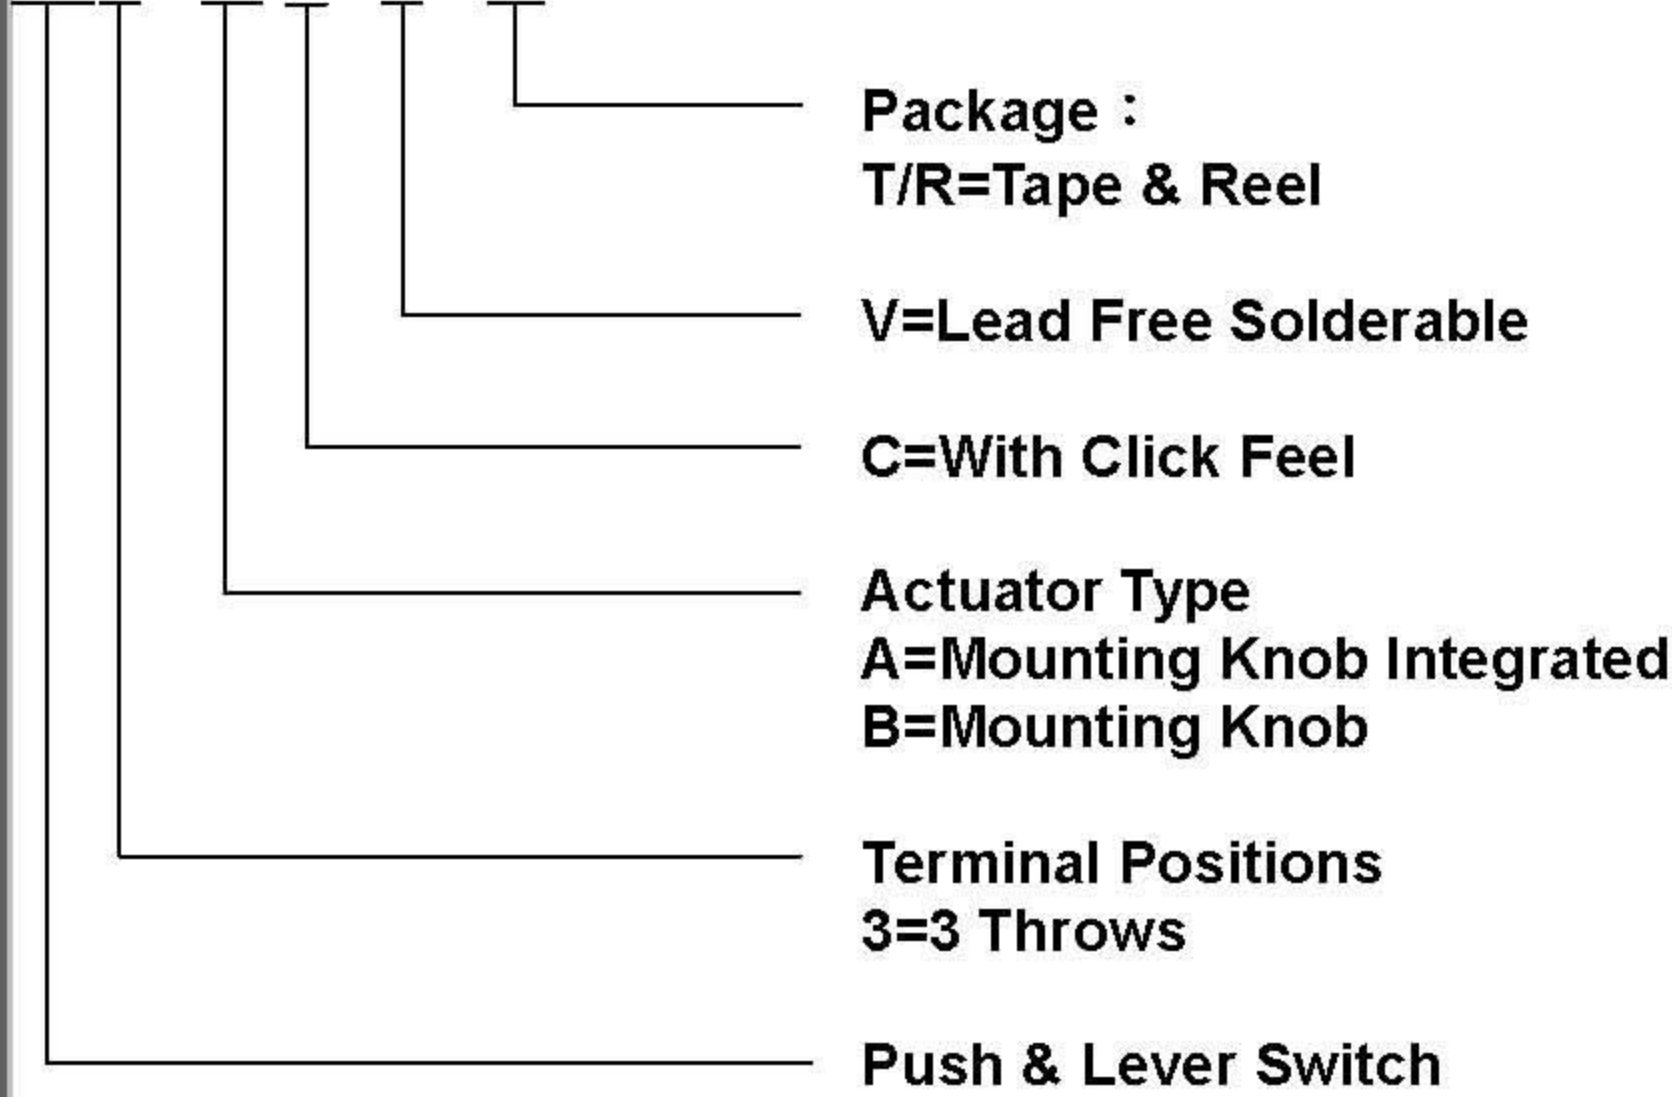 Package：
T/R=Tape & Reel
V=Lead Free Solderable
C=With Click Feel
Actuator Type
A=Mounting Knob Integrated
B=Mounting Knob
Terminal Positions
3=3 Throws
Push & Lever Switch